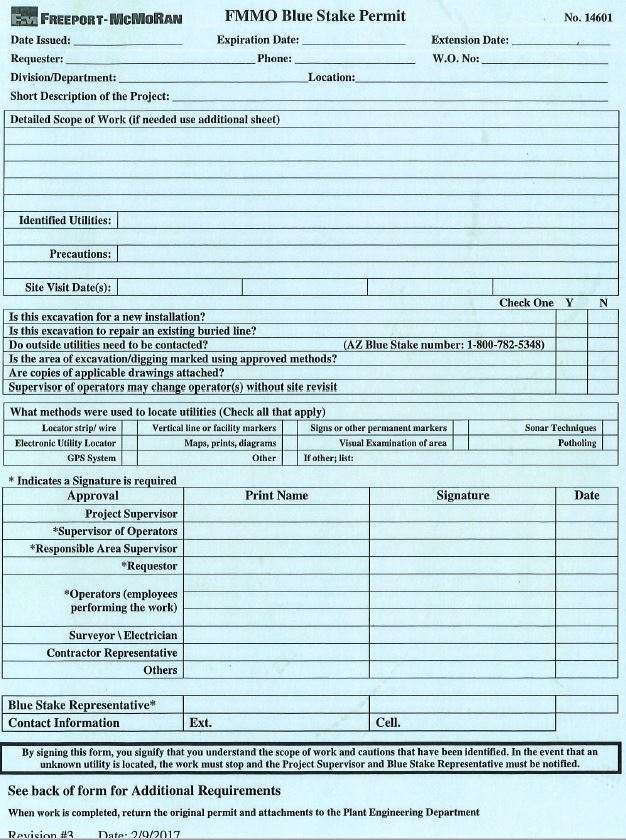 FM FREEPORT-MCMORAN FMMO Blue Stake Permit No. 14601
Date Issued: Expiration Date: Extension Date:
Requester: Phone: W.O. No:
Division/Department: Location:
Short Description of the Project:
Detailed Scope of Work (if needed use additional sheet)
Identified Utilities:
Precautions:
Site Visit Date(s):
Check One Y N
Is this excavation for a new installation?
Is this excavation to repair an existing buried line?
Do outside utilities need to be contacted? (AZ Blue Stake number: 1-800-782-5348)
Is the area of excavation/digging marked using approved methods?
Are copies of applicable drawings attached?
Supervisor of operators may change operator(s) without site revisit
What methods were used to locate utilities (Check all that apply)
Locator strip/ wire Vertical line or facility markers Signs or other permanent markers Sonar Techniques
Electronic Utility Locator Maps, prints, diagrams Visual Examination of area Potholing
GPS System Other If other; list:
* Indicates a Signature is required
Approval Print Name Signature Date
Project Supervisor
*Supervisor of Operators
*Responsible Area Supervisor
*Requestor
*Operators (employees
performing the work)
Surveyor \ Electrician
Contractor Representative
Others
Blue Stake Representative*
Contact Information Ext. Cell.
By signing this form, you signify that you understand the scope of work and cautions that have been identified. In the event that an
unknown utility is located, the work must stop and the Project Supervisor and Blue Stake Representative must be notified.
See back of form for Additional Requirements
When work is completed, return the original permit and attachments to the Plant Engineering Department
Revision #3 Date: 2/9/2017